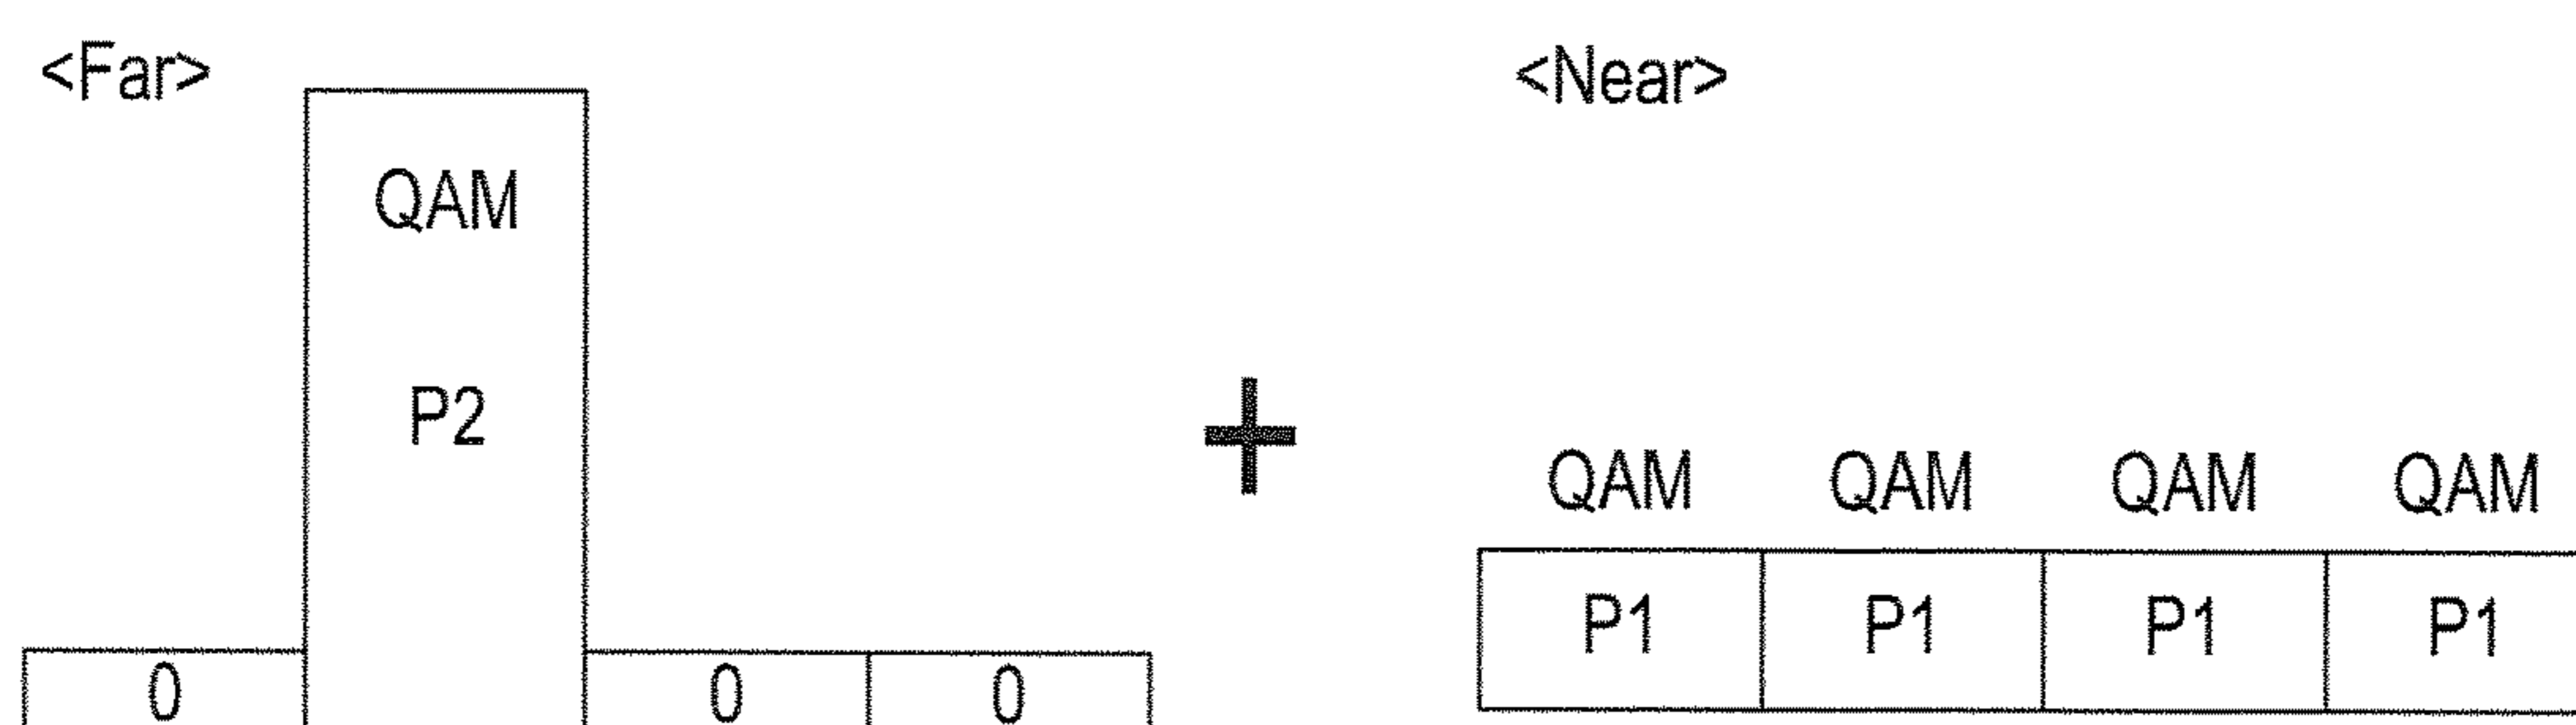 <Far>
QAM
P2
0 0 0
+
<Near>
QAM QAM QAM QAM
P1 P1 P1 P1